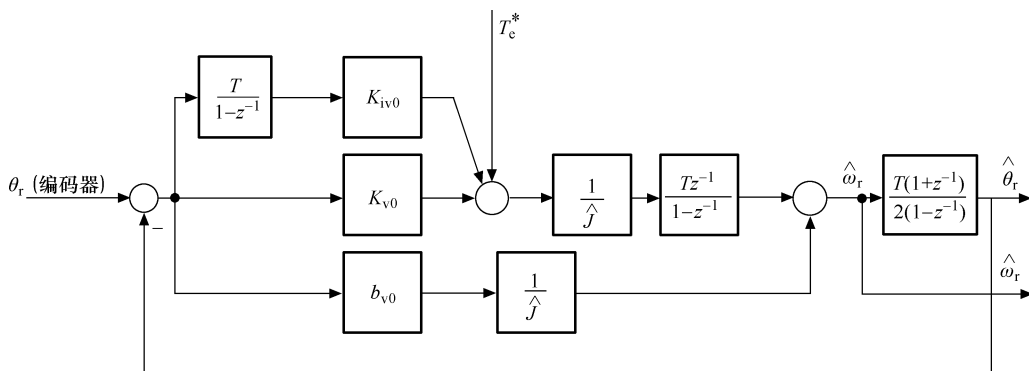 T_e^*
T/(1−z^{−1})
K_{iv0}
θ_r (编码器)
−
K_{v0}
1/Ĵ
Tz^{−1}/(1−z^{−1})
ω̂_r
T(1+z^{−1})/2(1−z^{−1})
θ̂_r
b_{v0}
1/Ĵ
ω̂_r